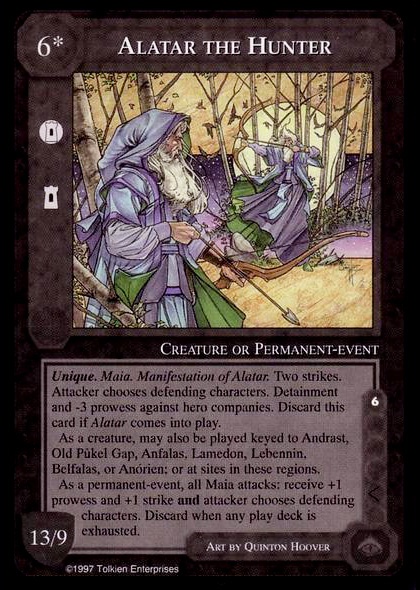 6*
ALATAR THE HUNTER
CREATURE OR PERMANENT-EVENT
Unique. Maia. Manifestation of Alatar. Two strikes.
Attacker chooses defending characters. Detainment
and -3 prowess against hero companies. Discard this
card if Alatar comes into play.
6
As a creature, may also be played keyed to Andrast,
Old Pûkel Gap, Anfalas, Lamedon, Lebennin,
Belfalas, or Anórien; or at sites in these regions.
As a permanent-event, all Maia attacks: receive +1
prowess and +1 strike and attacker chooses defending
characters. Discard when any play deck is
exhausted.
13/9
ART BY QUINTON HOOVER
©1997 Tolkien Enterprises